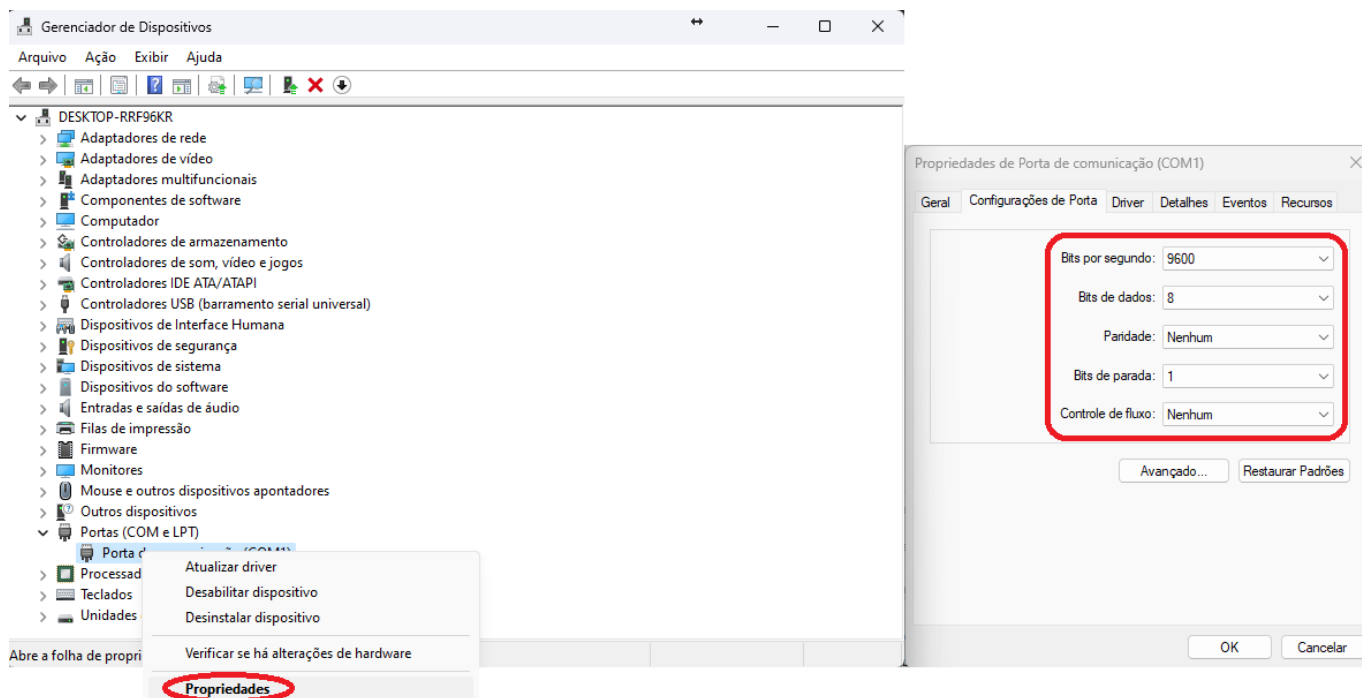 Gerenciador de Dispositivos
Arquivo Ação Exibir Ajuda
DESKTOP-RRF96KR
Adaptadores de rede
Adaptadores de vídeo
Adaptadores multifuncionais
Componentes de software
Computador
Controladores de armazenamento
Controladores de som, vídeo e jogos
Controladores IDE ATA/ATAPI
Controladores USB (barramento serial universal)
Dispositivos de Interface Humana
Dispositivos de segurança
Dispositivos de sistema
Dispositivos do software
Entradas e saídas de áudio
Filas de impressão
Firmware
Monitores
Mouse e outros dispositivos apontadores
Outros dispositivos
Portas (COM e LPT)
Porta d
Processad
Teclados
Unidades
Abre a folha de propri
Atualizar driver
Desabilitar dispositivo
Desinstalar dispositivo
Verificar se há alterações de hardware
Propriedades
Propriedades de Porta de comunicação (COM1)
Geral Configurações de Porta Driver Detalhes Eventos Recursos
Bits por segundo: 9600
Bits de dados: 8
Paridade: Nenhum
Bits de parada: 1
Controle de fluxo: Nenhum
Avançado... Restaurar Padrões
OK Cancelar